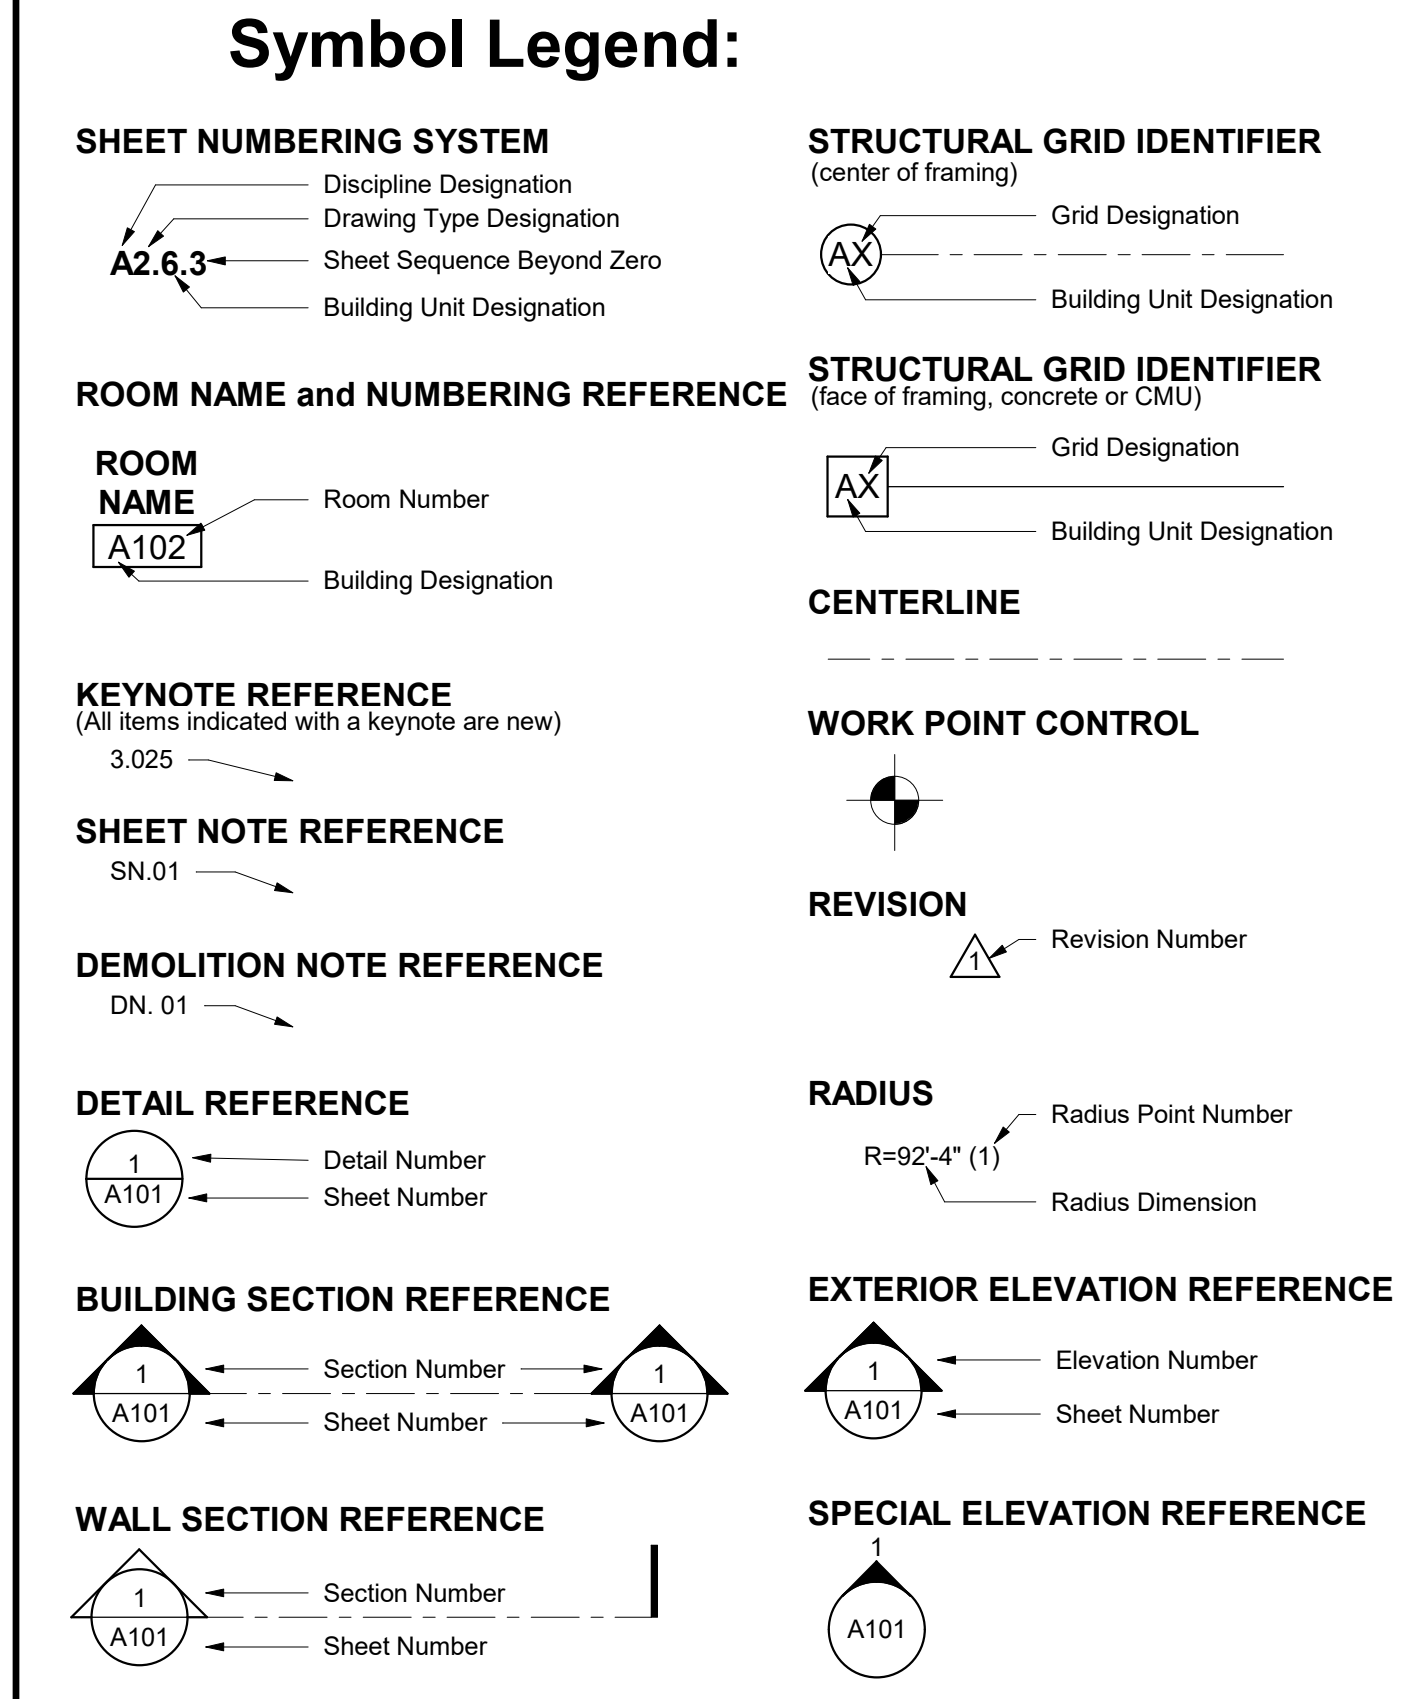 Symbol Legend:
SHEET NUMBERING SYSTEM
Discipline Designation
Drawing Type Designation
A2.6.3
Sheet Sequence Beyond Zero
Building Unit Designation
ROOM NAME and NUMBERING REFERENCE
ROOM
NAME
Room Number
A102
Building Designation
KEYNOTE REFERENCE
(All items indicated with a keynote are new)
3.025
SHEET NOTE REFERENCE
SN.01
DEMOLITION NOTE REFERENCE
DN. 01
DETAIL REFERENCE
1
Detail Number
A101
Sheet Number
BUILDING SECTION REFERENCE
1
Section Number
1
A101
Sheet Number
A101
WALL SECTION REFERENCE
1
Section Number
A101
Sheet Number
STRUCTURAL GRID IDENTIFIER
(center of framing)
Grid Designation
AX
Building Unit Designation
STRUCTURAL GRID IDENTIFIER
(face of framing, concrete or CMU)
Grid Designation
AX
Building Unit Designation
CENTERLINE
WORK POINT CONTROL
REVISION
Revision Number
1
RADIUS
Radius Point Number
R=92'-4" (1)
Radius Dimension
EXTERIOR ELEVATION REFERENCE
1
Elevation Number
A101
Sheet Number
SPECIAL ELEVATION REFERENCE
1
A101